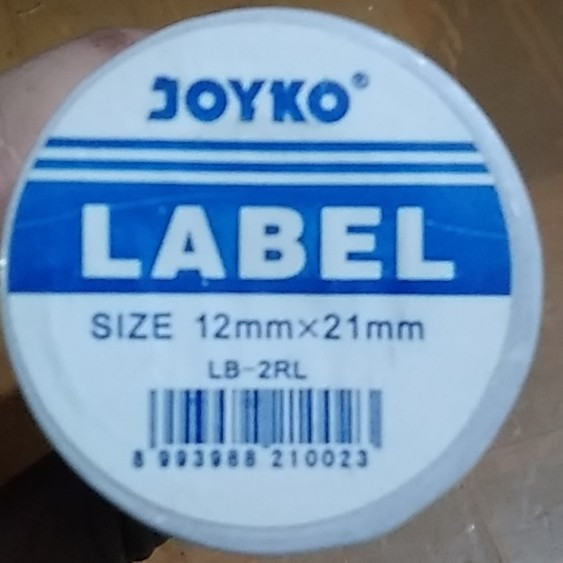 JOYKO®
LABEL
SIZE 12mm×21mm
LB-2RL
8 993988 210023